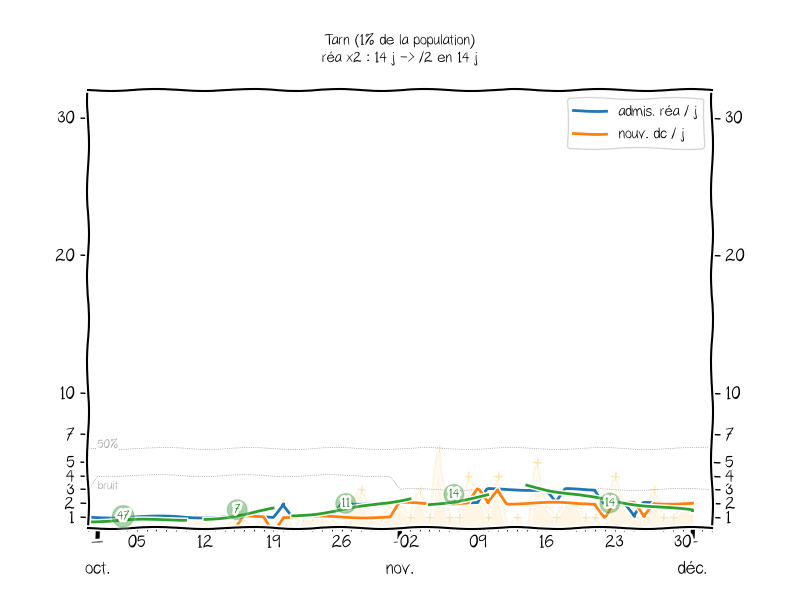 Tarn (1% de la population)
réa x2 : 14 j -> /2 en 14 j
admis. réa / j
nouv. dc / j
30 30
20 20
10 10
7 7
50%
5 5
4 4
bruit
3 3
2 2
1 1
47 7 11 14 14
05 12 19 26 02 09 16 23 30
oct. nov. déc.